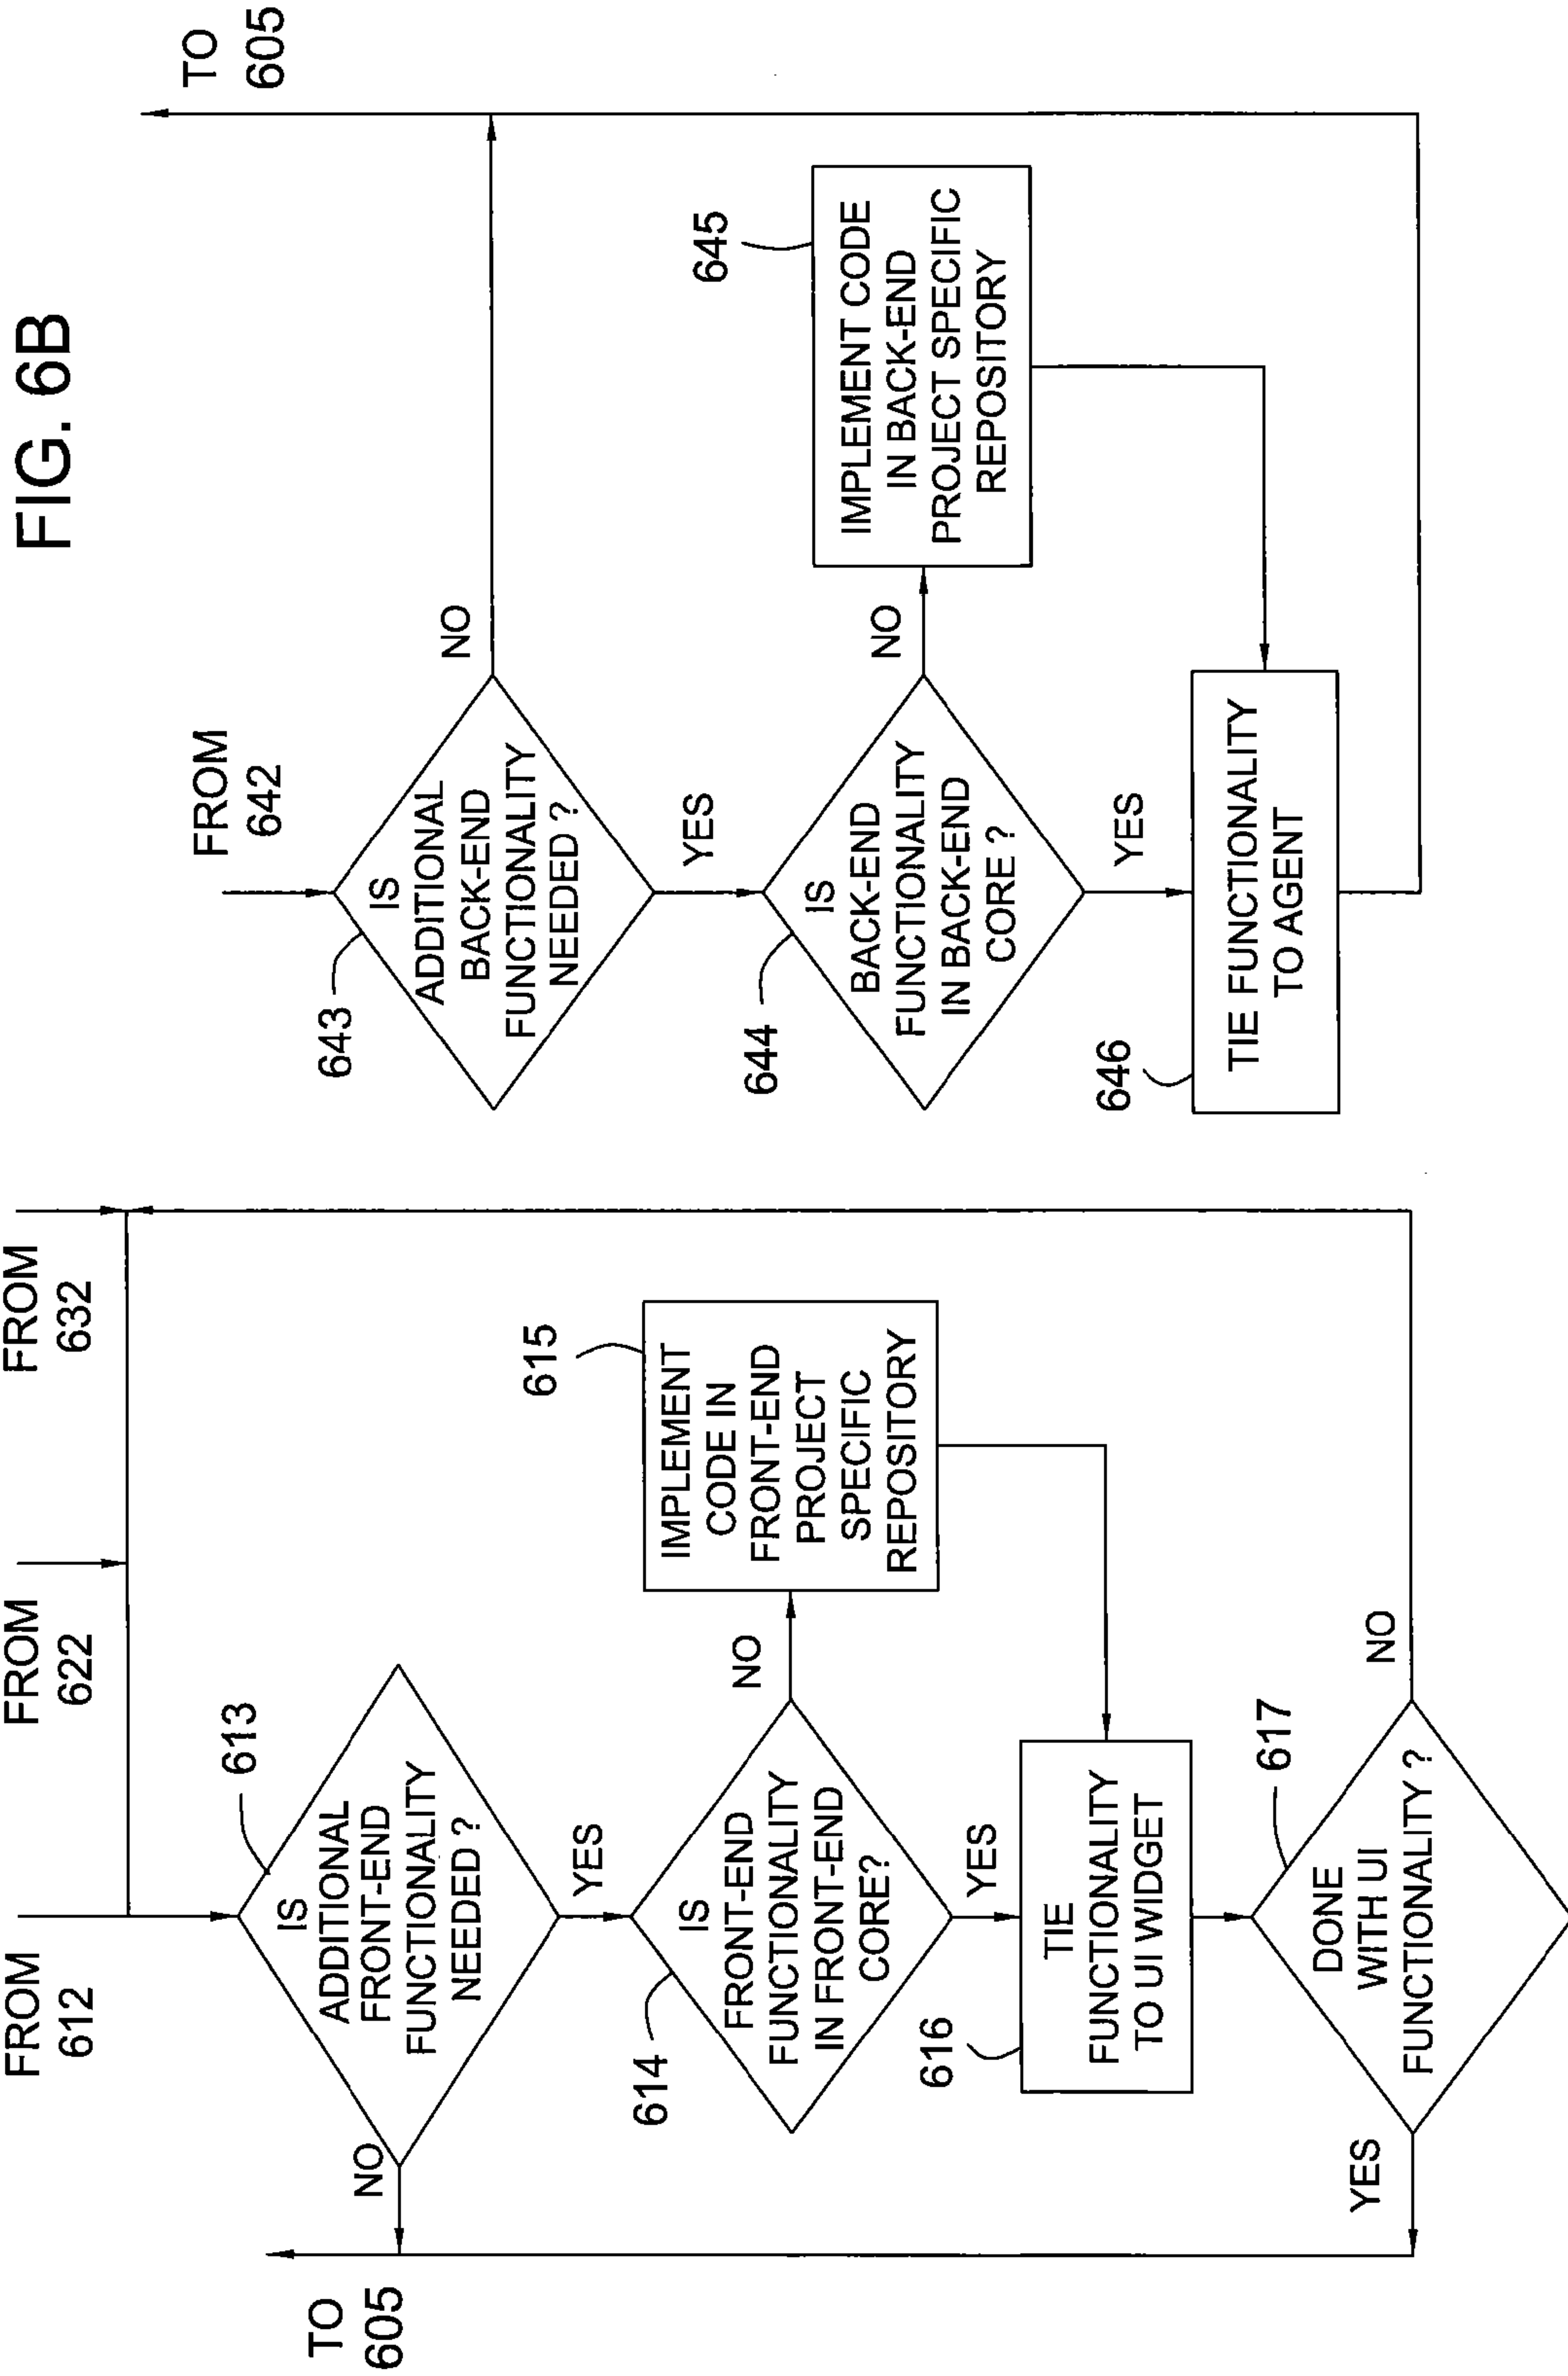 FIG. 6B
FROM
612
FROM
622
FROM
632
613
IS
ADDITIONAL
FRONT-END
FUNCTIONALITY
NEEDED ?
NO
TO
605
YES
614
IS
FRONT-END
FUNCTIONALITY
IN FRONT-END
CORE?
NO
615
IMPLEMENT
CODE IN
FRONT-END
PROJECT
SPECIFIC
REPOSITORY
YES
616
TIE
FUNCTIONALITY
TO UI WIDGET
617
DONE
WITH UI
FUNCTIONALITY ?
YES
NO
FROM
642
TO
605
643
IS
ADDITIONAL
BACK-END
FUNCTIONALITY
NEEDED ?
NO
YES
644
IS
BACK-END
FUNCTIONALITY
IN BACK-END
CORE ?
NO
645
IMPLEMENT CODE
IN BACK-END
PROJECT SPECIFIC
REPOSITORY
YES
646
TIE FUNCTIONALITY
TO AGENT